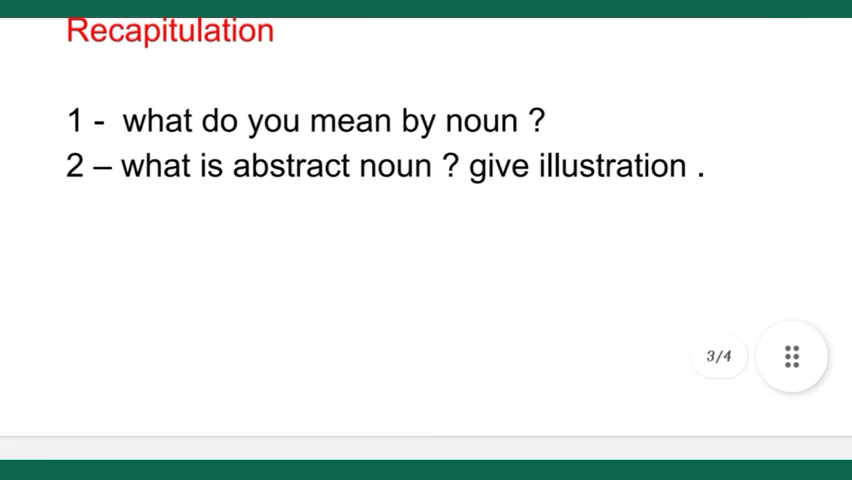 Recapitulation
1 - what do you mean by noun ?
2 – what is abstract noun ? give illustration .
3/4